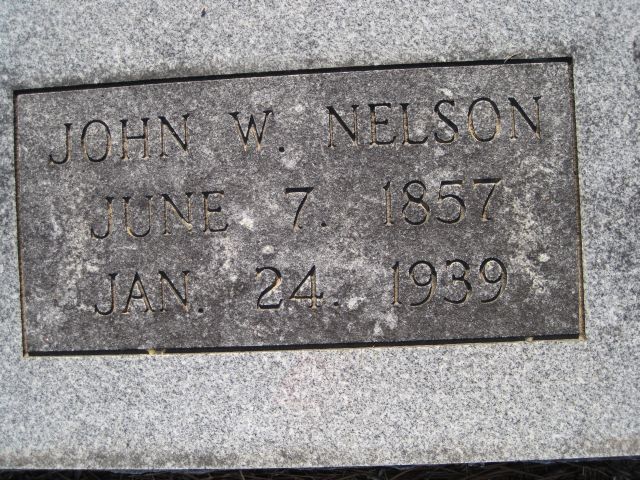 JOHN W. NELSON
JUNE 7. 1857
JAN. 24. 1939